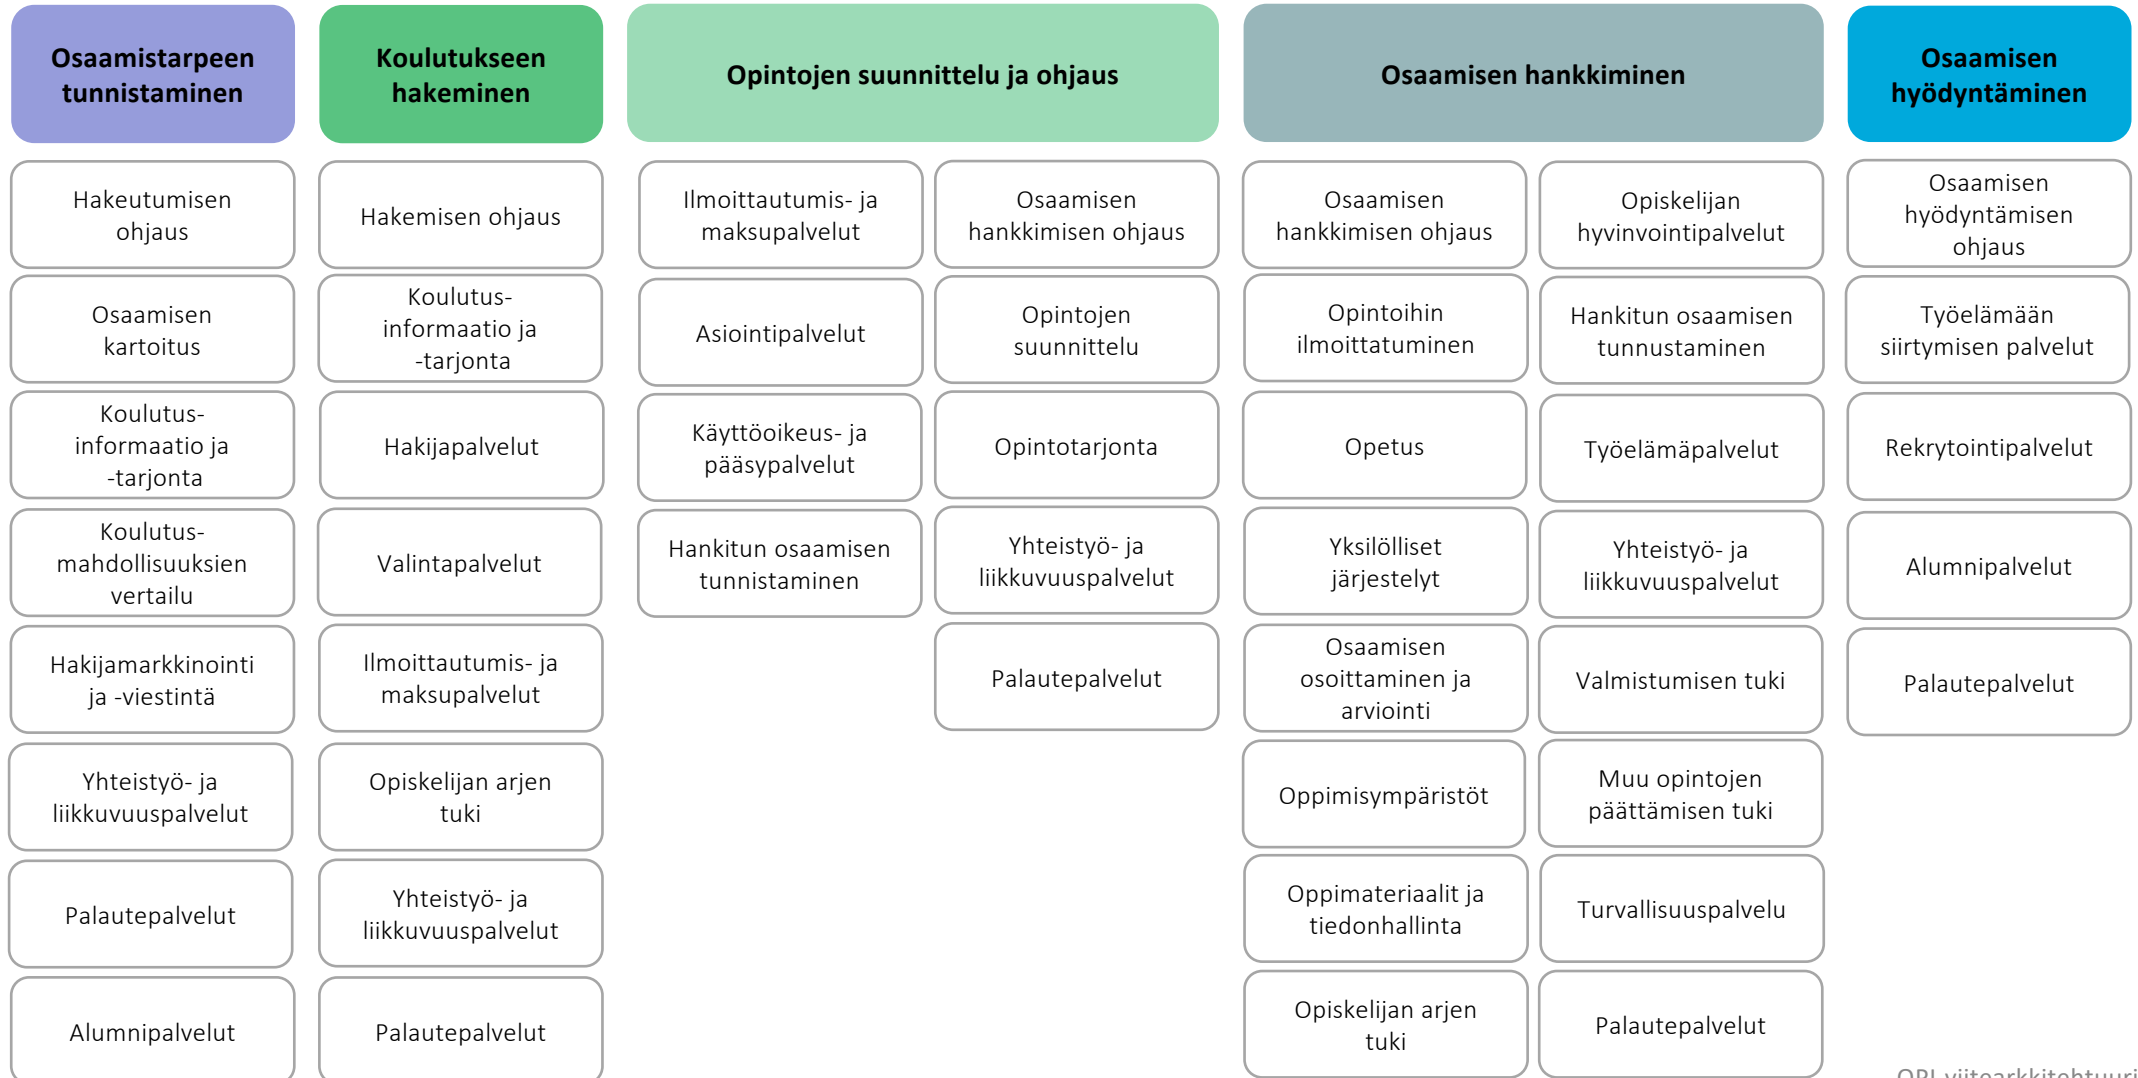 Osaamistarpeen
tunnistaminen
Hakeutumisen
ohjaus
Osaamisen
kartoitus
Koulutus-
informaatio ja
-tarjonta
Koulutus-
mahdollisuuksien
vertailu
Hakijamarkkinointi
ja -viestintä
Yhteistyö- ja
liikkuvuuspalvelut
Palautepalvelut
Alumnipalvelut
Koulutukseen
hakeminen
Hakemisen ohjaus
Koulutus-
informaatio ja
-tarjonta
Hakijapalvelut
Valintapalvelut
Ilmoittautumis- ja
maksupalvelut
Opiskelijan arjen
tuki
Yhteistyö- ja
liikkuvuuspalvelut
Palautepalvelut
Opintojen suunnittelu ja ohjaus
Ilmoittautumis- ja
maksupalvelut
Asiointipalvelut
Käyttöoikeus- ja
pääsypalvelut
Hankitun osaamisen
tunnistaminen
Osaamisen
hankkimisen ohjaus
Opintojen
suunnittelu
Opintotarjonta
Yhteistyö- ja
liikkuvuuspalvelut
Palautepalvelut
Osaamisen hankkiminen
Osaamisen
hankkimisen ohjaus
Opintoihin
ilmoittatuminen
Opetus
Yksilölliset
järjestelyt
Osaamisen
osoittaminen ja
arviointi
Oppimisympäristöt
Oppimateriaalit ja
tiedonhallinta
Opiskelijan arjen
tuki
Opiskelijan
hyvinvointipalvelut
Hankitun osaamisen
tunnustaminen
Työelämäpalvelut
Yhteistyö- ja
liikkuvuuspalvelut
Valmistumisen tuki
Muu opintojen
päättämisen tuki
Turvallisuuspalvelu
Palautepalvelut
Osaamisen
hyödyntäminen
Osaamisen
hyödyntämisen
ohjaus
Työelämään
siirtymisen palvelut
Rekrytointipalvelut
Alumnipalvelut
Palautepalvelut